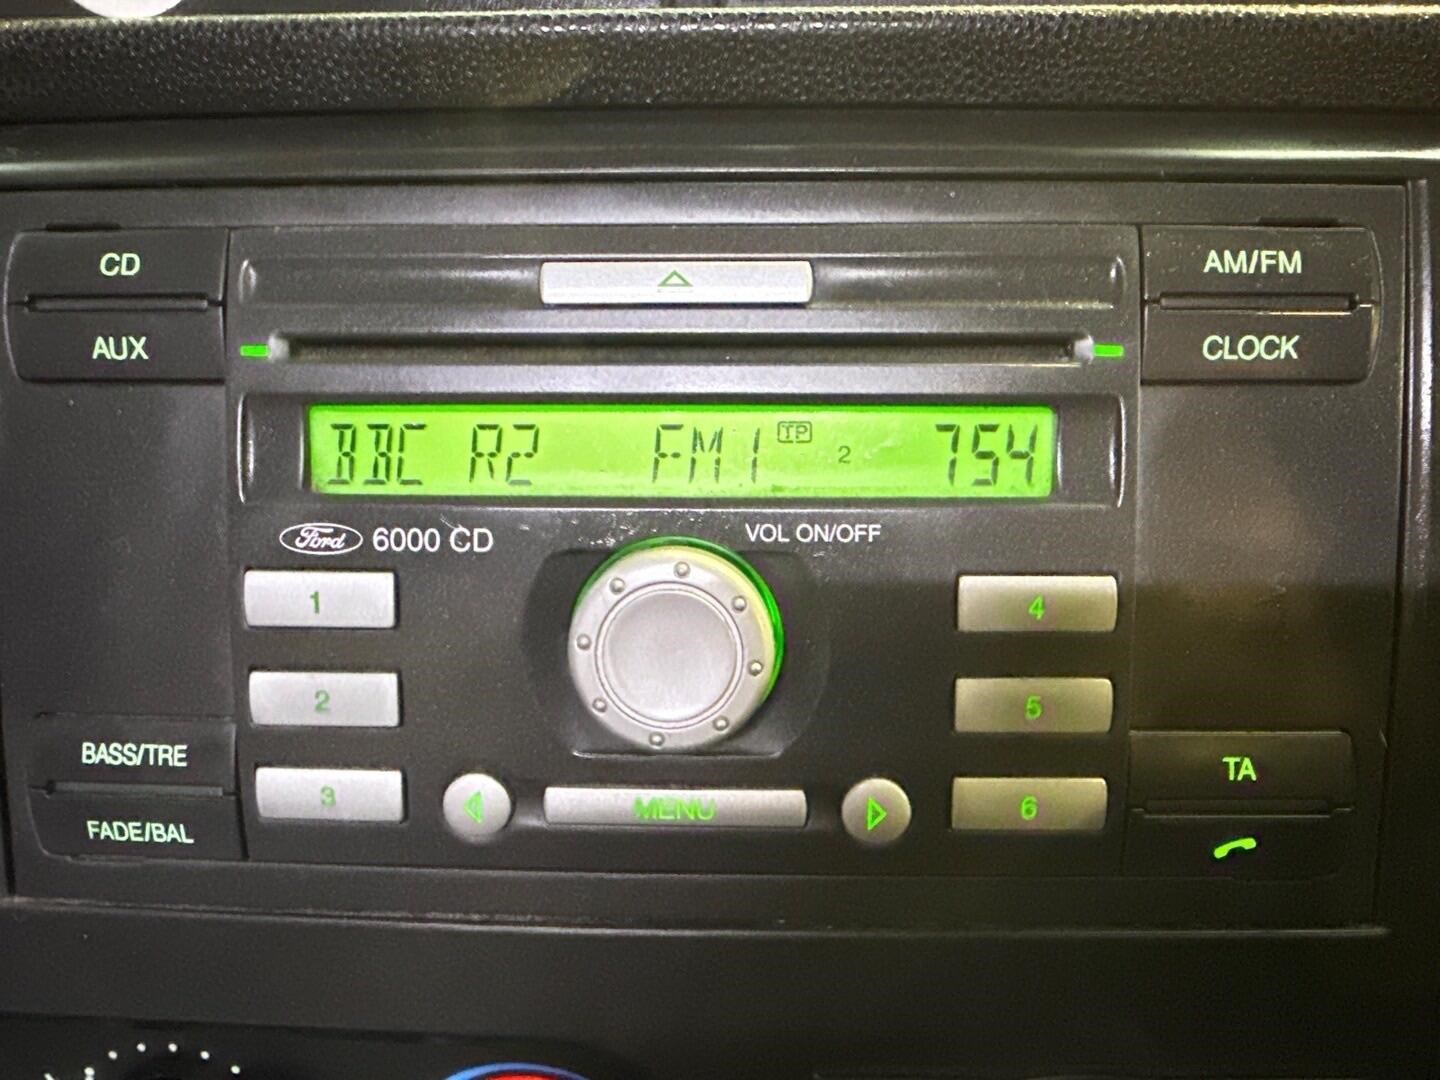 CD
AM/FM
AUX
CLOCK
BBC R2 FM1 TP 2 754
Ford 6000 CD
VOL ON/OFF
1
4
2
5
BASS/TRE
TA
3
MENU
6
FADE/BAL